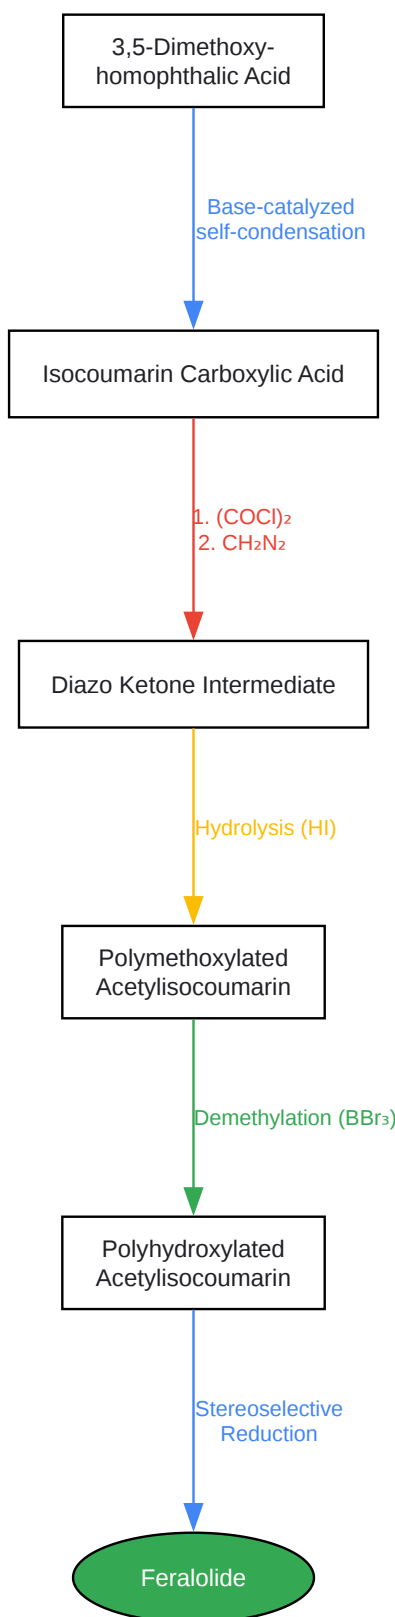 3,5-Dimethoxy-
homophthalic Acid
Base-catalyzed
self-condensation
Isocoumarin Carboxylic Acid
1. (COCl)₂
2. CH₂N₂
Diazo Ketone Intermediate
Hydrolysis (HI)
Polymethoxylated
Acetylisocoumarin
Demethylation (BBr₃)
Polyhydroxylated
Acetylisocoumarin
Stereoselective
Reduction
Feralolide